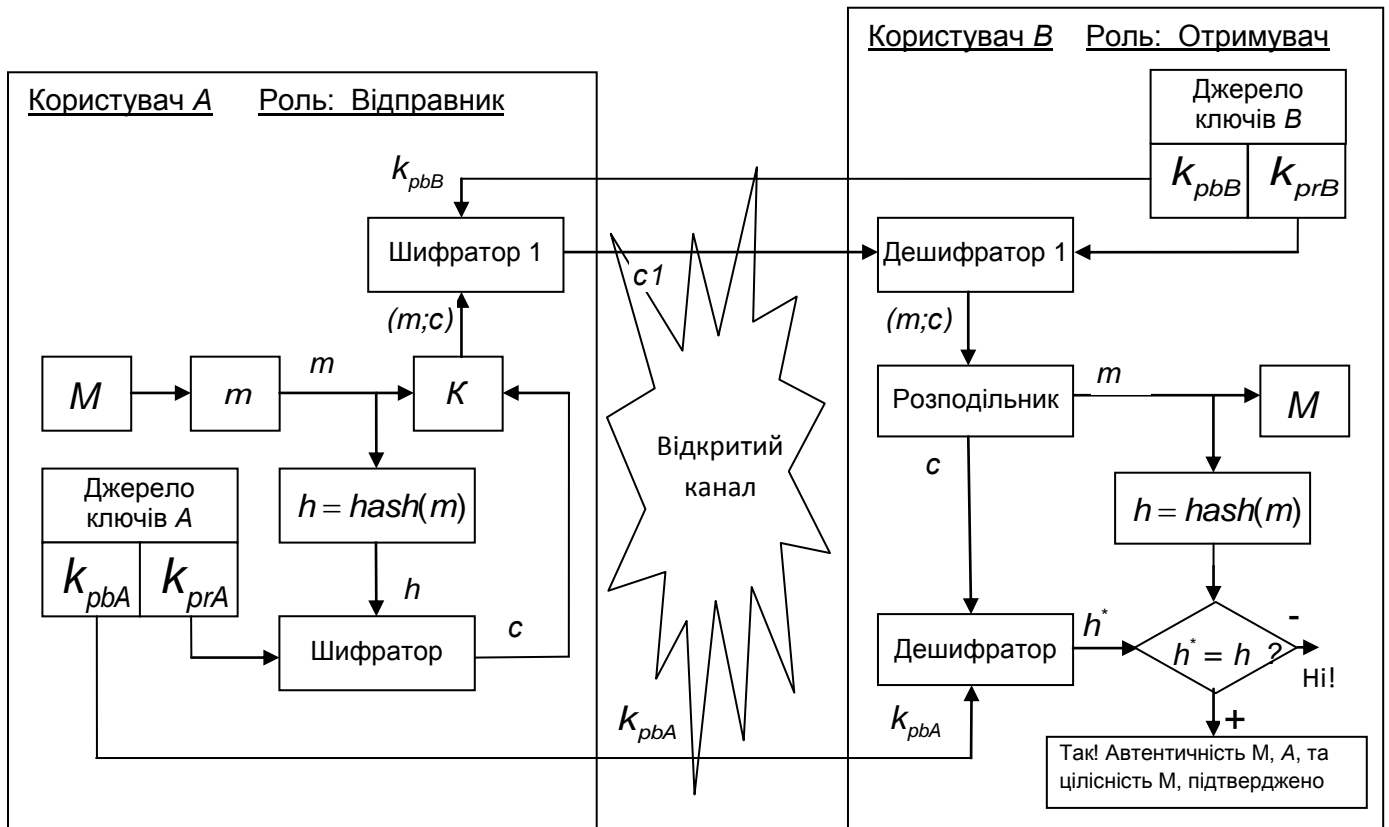 Користувач A Роль: Відправник
k_pbB
Шифратор 1
(m;c)
M
m
m
К
Джерело
ключів A
k_pbA k_prA
h = hash(m)
h
Шифратор
c
c1
Відкритий
канал
k_pbA
Користувач B Роль: Отримувач
Джерело
ключів B
k_pbB k_prB
Дешифратор 1
(m;c)
Розподільник
m
M
c
h = hash(m)
Дешифратор
h*
h* = h ?
-
Ні!
k_pbA
+
Так! Автентичність М, A, та
цілісність М, підтверджено